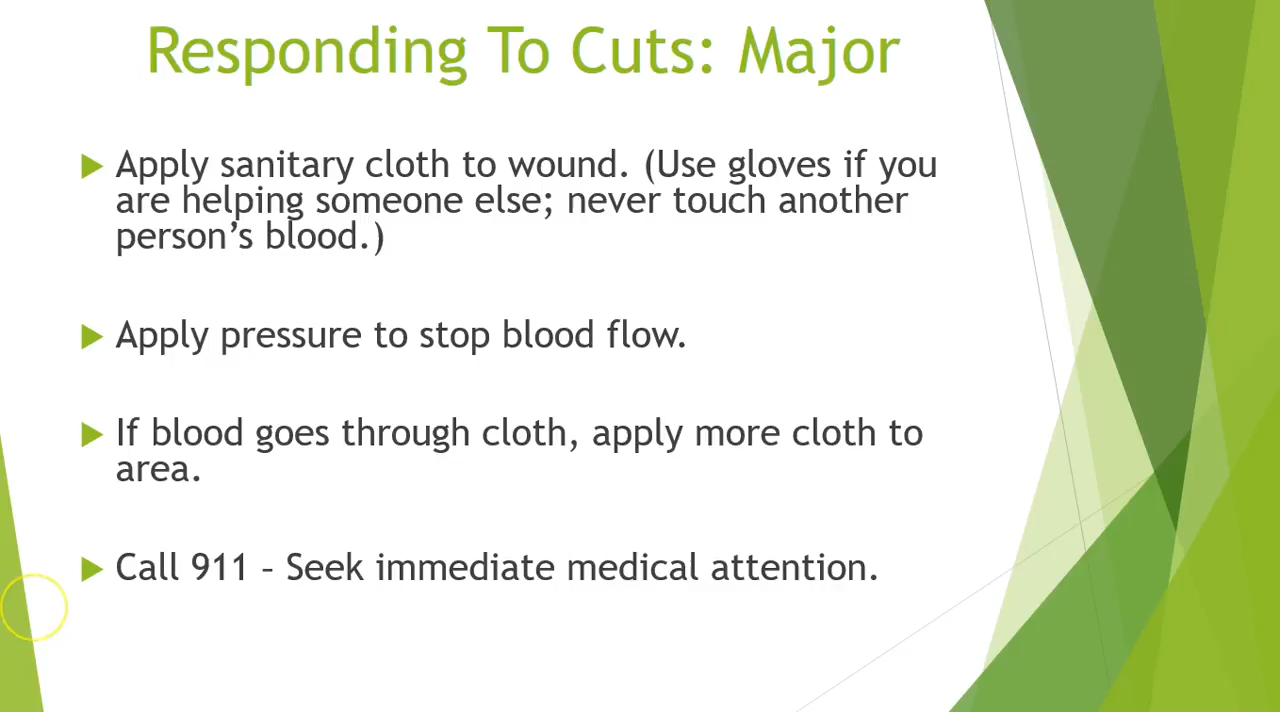 Responding To Cuts: Major
Apply sanitary cloth to wound. (Use gloves if you
are helping someone else; never touch another
person’s blood.)
Apply pressure to stop blood flow.
If blood goes through cloth, apply more cloth to
area.
Call 911 – Seek immediate medical attention.